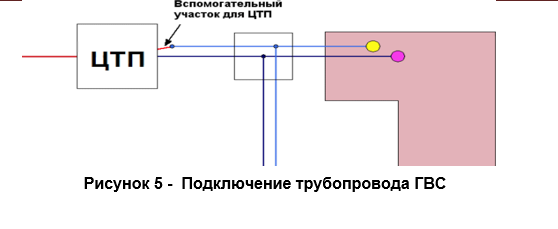 Вспомогательный
участок для ЦТП
ЦТП
Рисунок 5 - Подключение трубопровода ГВС